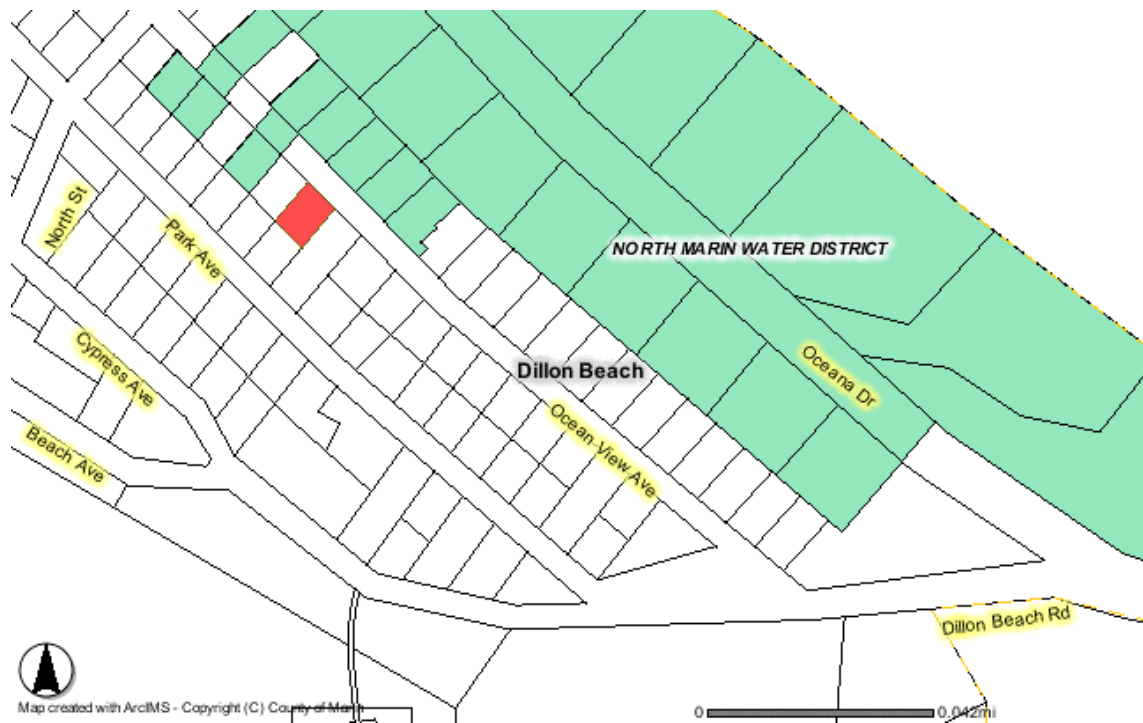 North St
Park Ave
NORTH MARIN WATER DISTRICT
Cypress Ave
Dillon Beach
Oceana Dr
Ocean-View Ave
Beach Ave
Dillon Beach Rd
Map created with ArcIMS - Copyright (C) County of Marin
0 0.042mi